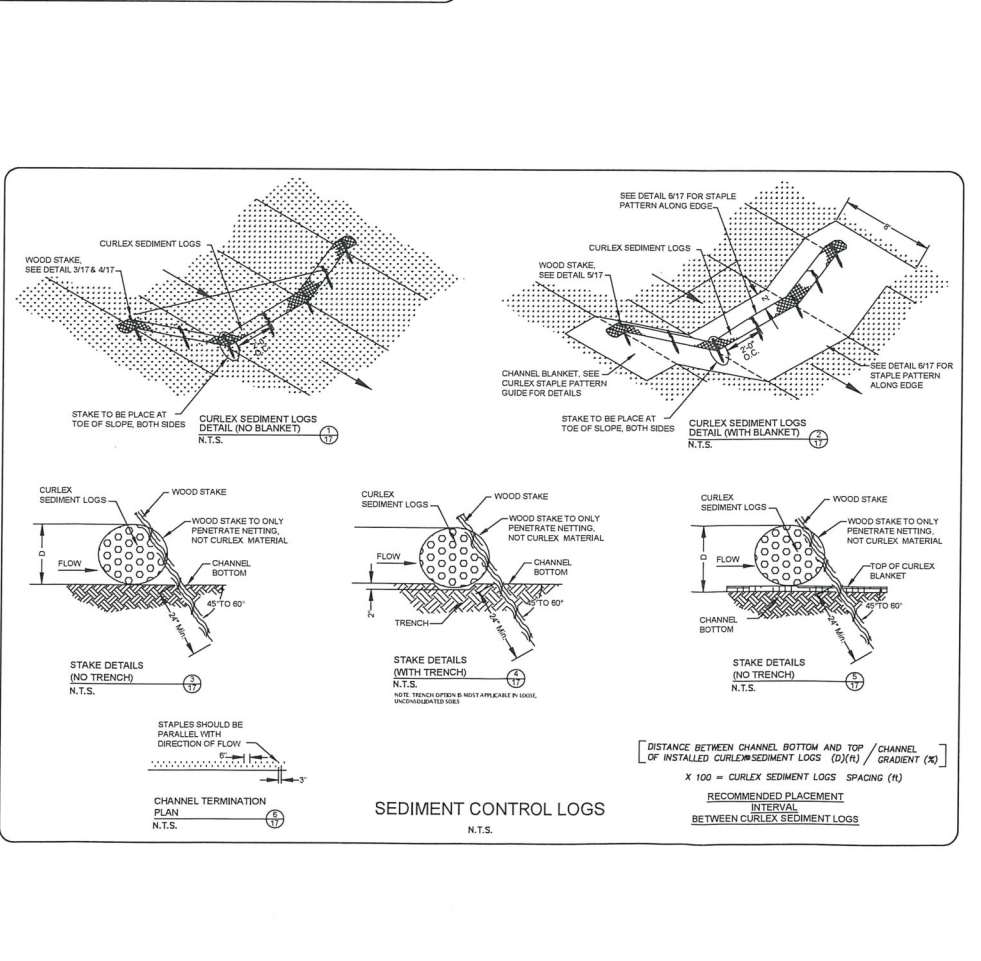 SEE DETAIL 6/17 FOR STAPLE
PATTERN ALONG EDGE
CURLEX SEDIMENT LOGS
WOOD STAKE,
SEE DETAIL 3/17 & 4/17
2'-0"
O.C.
STAKE TO BE PLACE AT
TOE OF SLOPE, BOTH SIDES
CURLEX SEDIMENT LOGS
DETAIL (NO BLANKET)
N.T.S.
1
17
CURLEX SEDIMENT LOGS
WOOD STAKE,
SEE DETAIL 5/17
2'-0"
O.C.
CHANNEL BLANKET, SEE
CURLEX STAPLE PATTERN
GUIDE FOR DETAILS
SEE DETAIL 6/17 FOR
STAPLE PATTERN
ALONG EDGE
STAKE TO BE PLACE AT
TOE OF SLOPE, BOTH SIDES
CURLEX SEDIMENT LOGS
DETAIL (WITH BLANKET)
N.T.S.
2
17
CURLEX
SEDIMENT LOGS
WOOD STAKE
WOOD STAKE TO ONLY
PENETRATE NETTING,
NOT CURLEX MATERIAL
D
FLOW
CHANNEL
BOTTOM
45°TO 60°
24" Min.
STAKE DETAILS
(NO TRENCH)
N.T.S.
3
17
CURLEX
SEDIMENT LOGS
WOOD STAKE
WOOD STAKE TO ONLY
PENETRATE NETTING,
NOT CURLEX MATERIAL
FLOW
CHANNEL
BOTTOM
2"
45°TO 60°
TRENCH
24" Min.
STAKE DETAILS
(WITH TRENCH)
N.T.S.
4
17
NOTE: TRENCH OPTION IS MOST APPLICABLE IN LOOSE,
UNCONSOLIDATED SOILS
CURLEX
SEDIMENT LOGS
WOOD STAKE
WOOD STAKE TO ONLY
PENETRATE NETTING,
NOT CURLEX MATERIAL
D
FLOW
TOP OF CURLEX
BLANKET
45°TO 60°
CHANNEL
BOTTOM
24" Min.
STAKE DETAILS
(NO TRENCH)
N.T.S.
5
17
STAPLES SHOULD BE
PARALLEL WITH
DIRECTION OF FLOW
6"
3"
CHANNEL TERMINATION
PLAN
N.T.S.
6
17
SEDIMENT CONTROL LOGS
N.T.S.
[DISTANCE BETWEEN CHANNEL BOTTOM AND TOP / CHANNEL
OF INSTALLED CURLEX® SEDIMENT LOGS (D)(ft) / GRADIENT (%)]
X 100 = CURLEX SEDIMENT LOGS SPACING (ft)
RECOMMENDED PLACEMENT
INTERVAL
BETWEEN CURLEX SEDIMENT LOGS